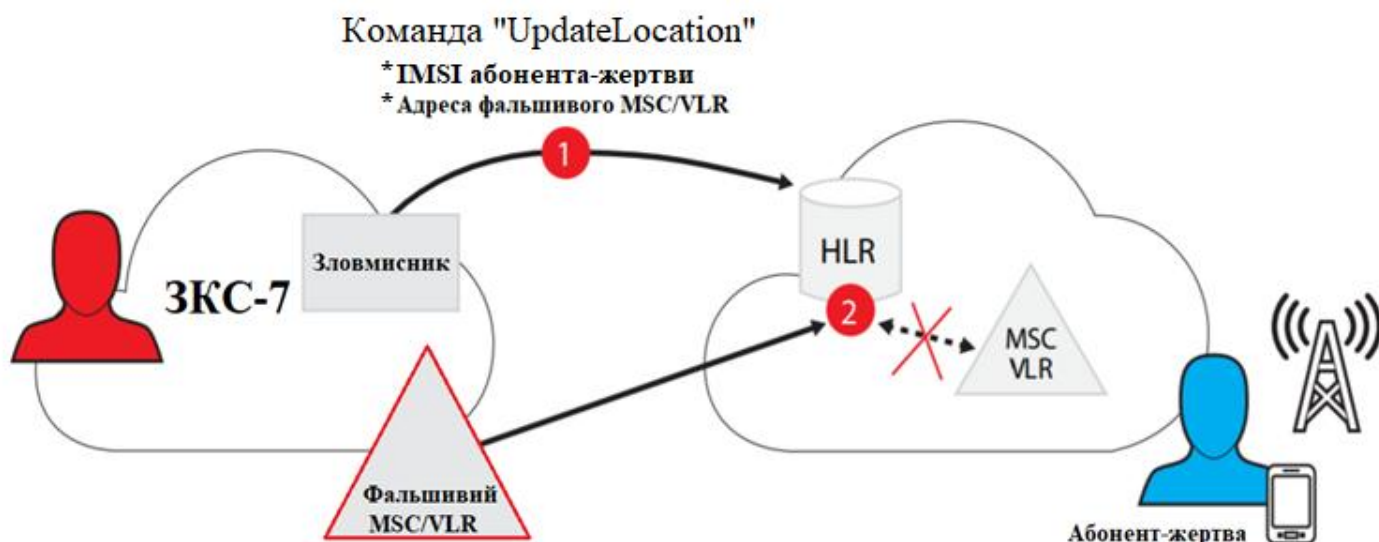 Команда "UpdateLocation"
* IMSI абонента-жертви
* Адреса фальшивого MSC/VLR
1
Зловмисник
ЗКС-7
HLR
2
MSC
VLR
Фальшивий
MSC/VLR
Абонент-жертва